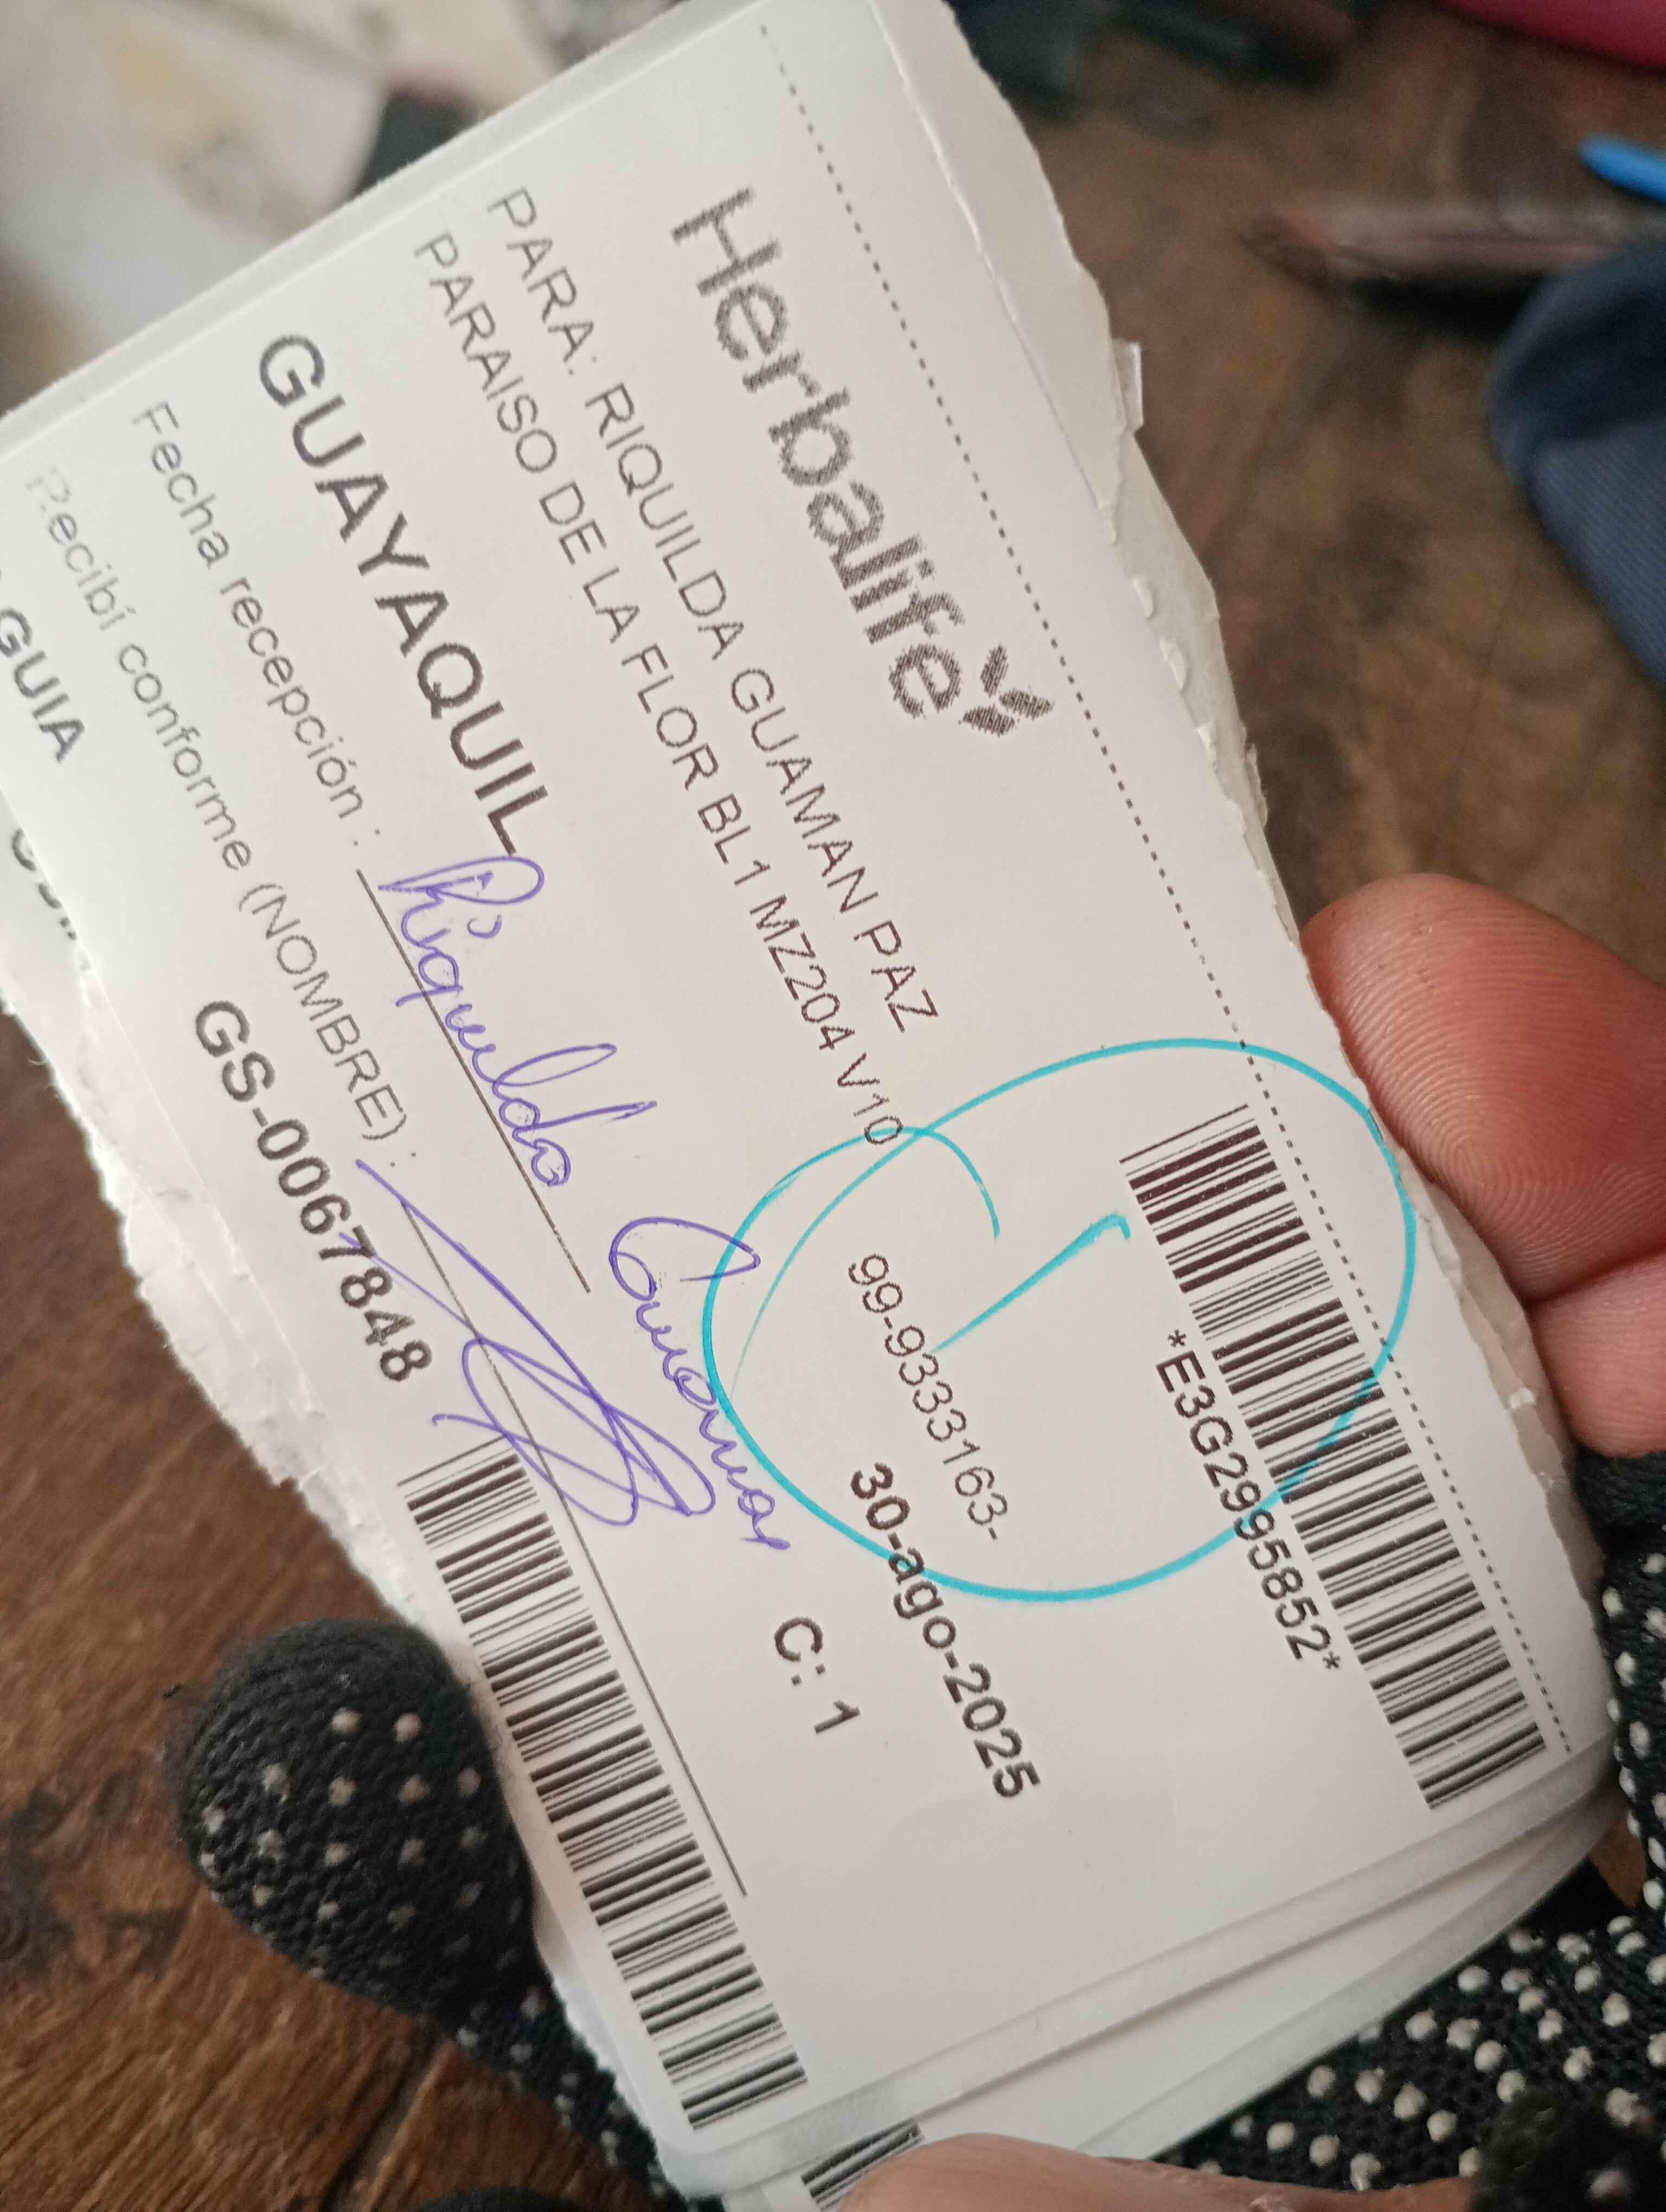 *E3G2995852*
Herbalife
PARA: RIQUILDA GUAMAN PAZ
99-9333163-
PARAISO DE LA FLOR BL1 MZ204 V10
30-ago-2025
GUAYAQUIL
C: 1
Fecha recepción : Riquilda Guaman
Recibí conforme (NOMBRE) :
GUIA
GS-0067848